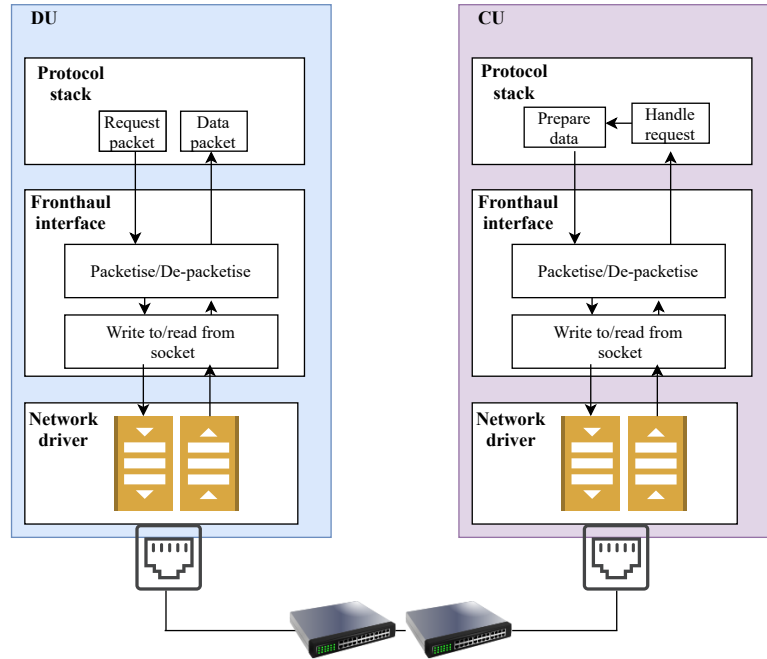 DU
Protocol
stack
Request
packet
Data
packet
Fronthaul
interface
Packetise/De-packetise
Write to/read from
socket
Network
driver
CU
Protocol
stack
Prepare
data
Handle
request
Fronthaul
interface
Packetise/De-packetise
Write to/read from
socket
Network
driver